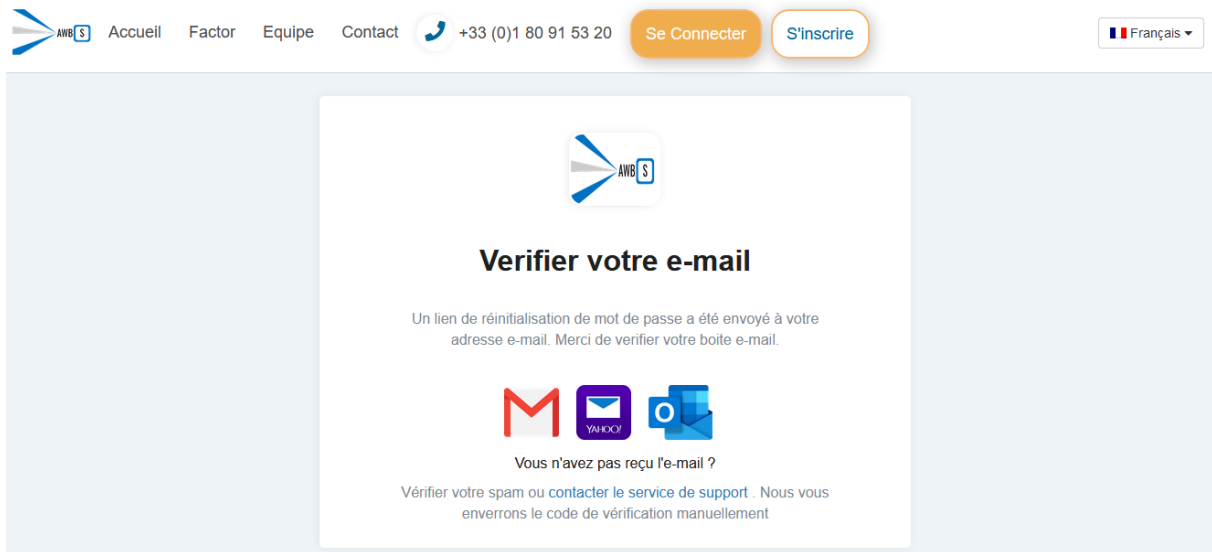 AWB S Accueil Factor Equipe Contact +33 (0)1 80 91 53 20 Se Connecter S'inscrire Français
AWB S
Verifier votre e-mail
Un lien de réinitialisation de mot de passe a été envoyé à votre
adresse e-mail. Merci de verifier votre boite e-mail.
O YAHOO!
Vous n'avez pas reçu l'e-mail ?
Vérifier votre spam ou contacter le service de support . Nous vous
enverrons le code de vérification manuellement